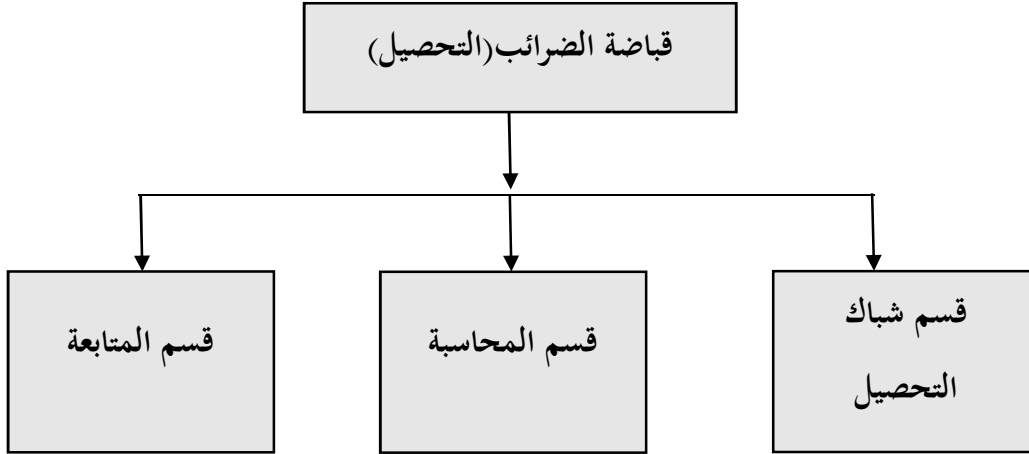 قباضة الضرائب(التحصيل)
قسم شباك
التحصيل
قسم المحاسبة
قسم المتابعة